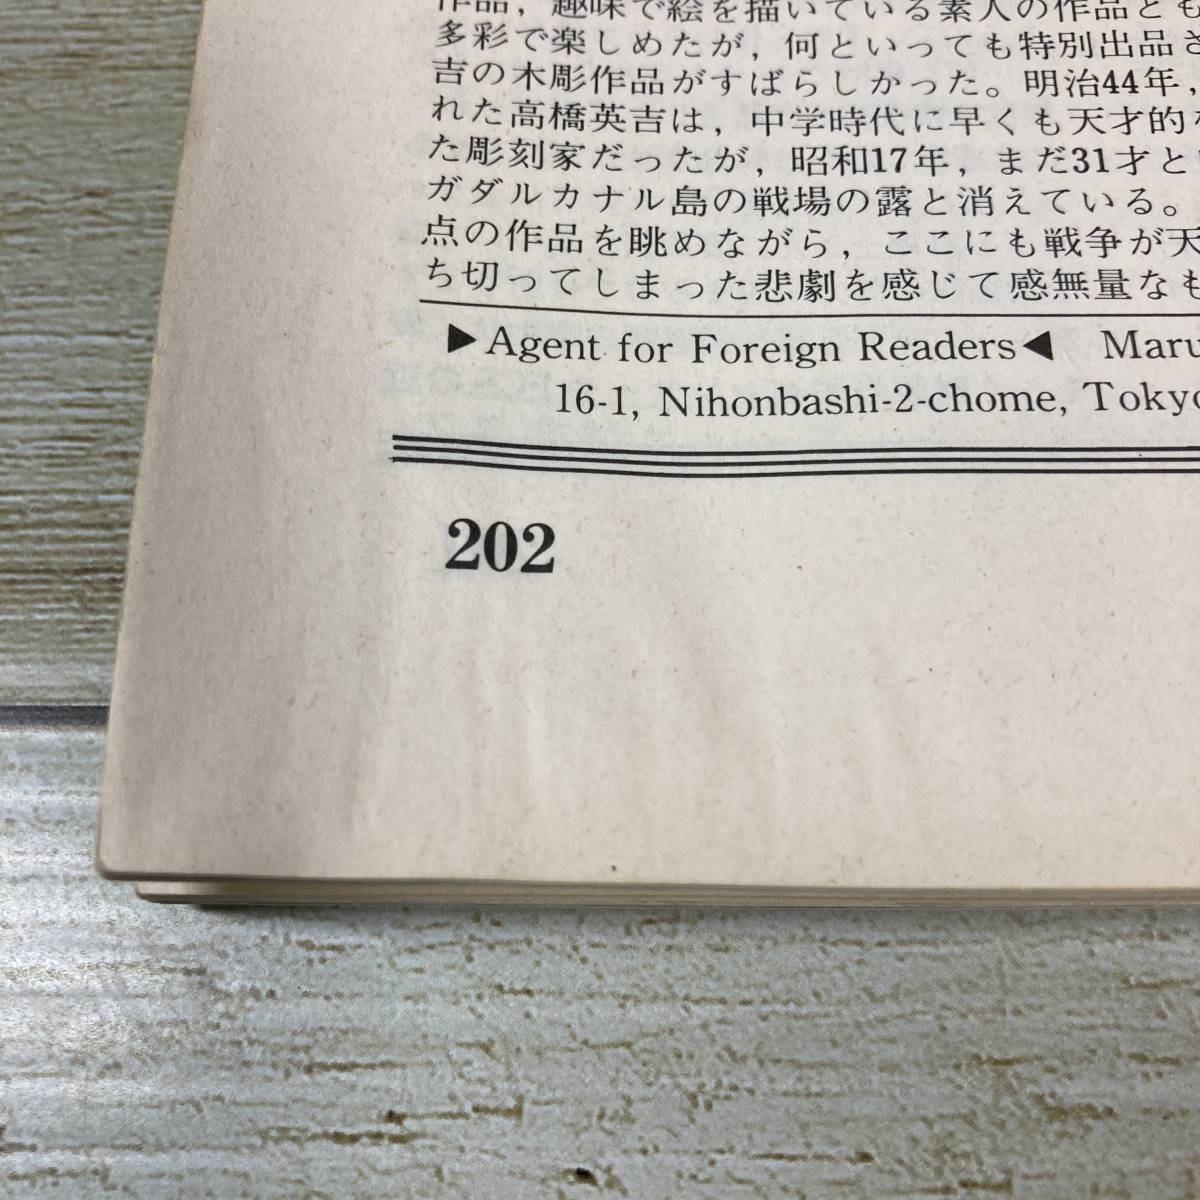 作品，趣味で絵を描いている素人の作品とも
多彩で楽しめたが，何といっても特別出品さ
吉の木彫作品がすばらしかった。明治44年，
れた高橋英吉は，中学時代に早くも天才的な
た彫刻家だったが，昭和17年，まだ31才とい
ガダルカナル島の戦場の露と消えている。
点の作品を眺めながら，ここにも戦争が天
ち切ってしまった悲劇を感じて感無量なも
▶Agent for Foreign Readers◀ Maru
16-1, Nihonbashi-2-chome, Tokyo
202